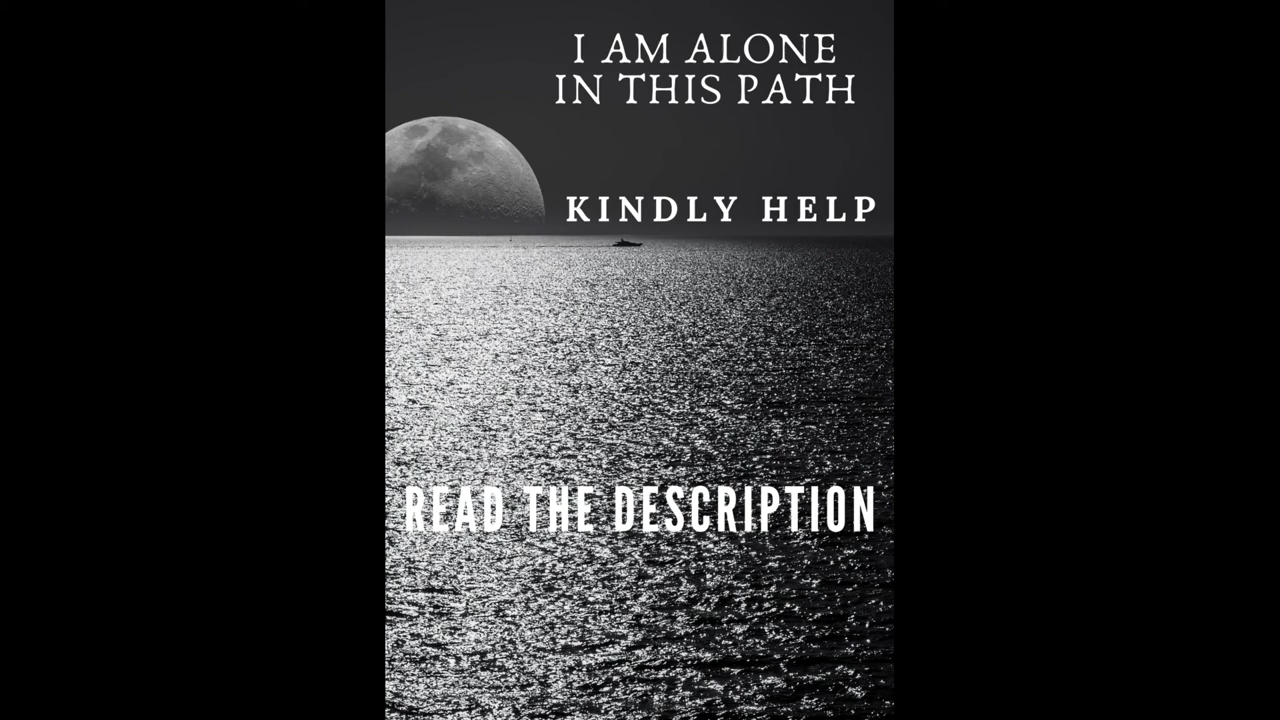 I AM ALONE
IN THIS PATH
KINDLY HELP
READ THE DESCRIPTION